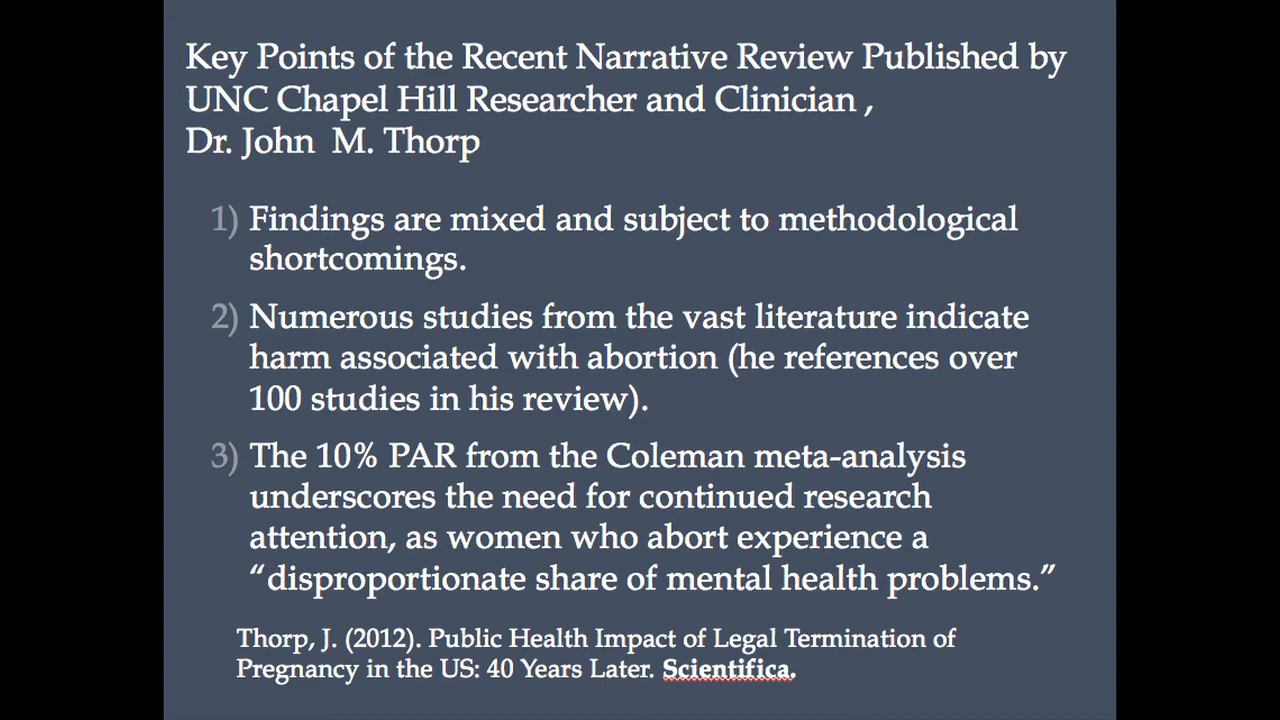 Key Points of the Recent Narrative Review Published by
UNC Chapel Hill Researcher and Clinician ,
Dr. John M. Thorp
1) Findings are mixed and subject to methodological
shortcomings.
2) Numerous studies from the vast literature indicate
harm associated with abortion (he references over
100 studies in his review).
3) The 10% PAR from the Coleman meta-analysis
underscores the need for continued research
attention, as women who abort experience a
“disproportionate share of mental health problems.”
Thorp, J. (2012). Public Health Impact of Legal Termination of
Pregnancy in the US: 40 Years Later. Scientifica.